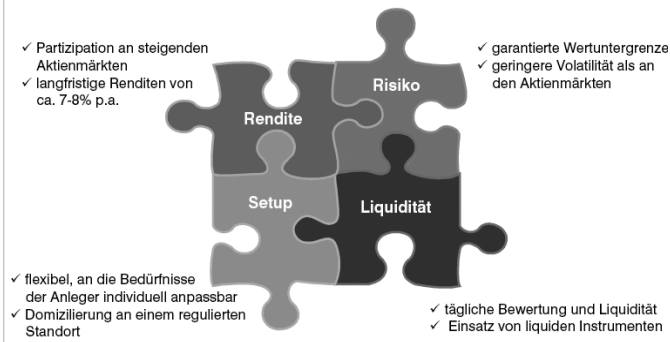 ✓ Partizipation an steigenden
Aktienmärkten
✓ langfristige Renditen von
ca. 7-8% p.a.
✓ garantierte Wertuntergrenze
✓ geringere Volatilität als an
den Aktienmärkten
Rendite
Risiko
Setup
Liquidität
✓ flexibel, an die Bedürfnisse
der Anleger individuell anpassbar
✓ Domizilierung an einem regulierten
Standort
✓ tägliche Bewertung und Liquidität
✓ Einsatz von liquiden Instrumenten